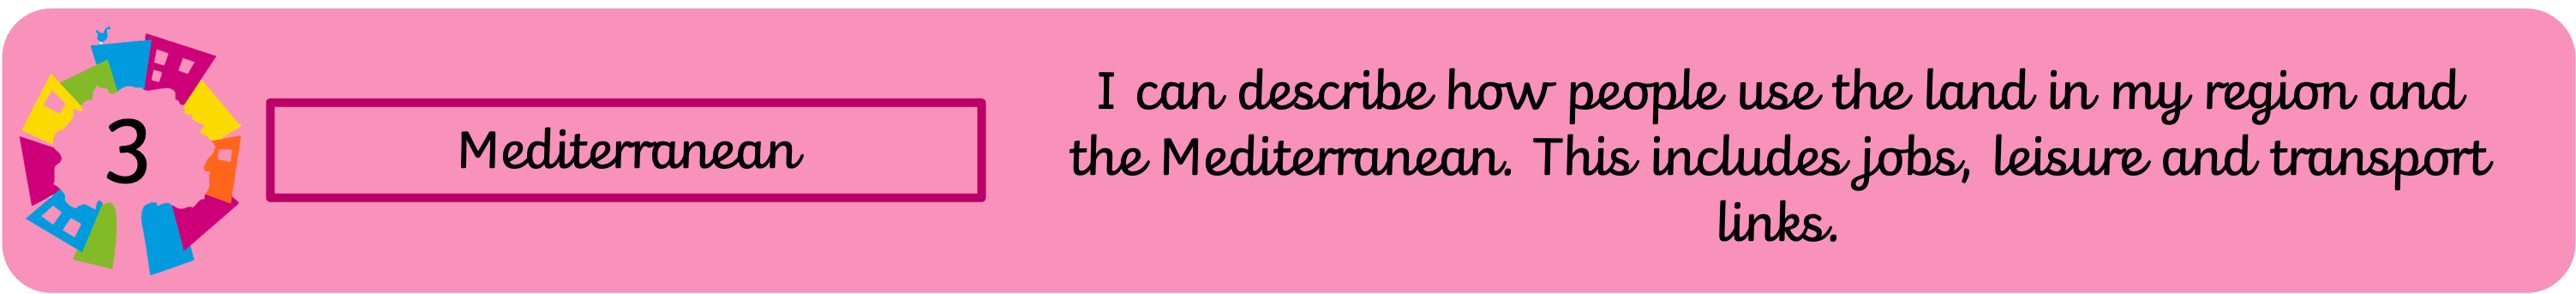 3
Mediterranean
I can describe how people use the land in my region and
the Mediterranean. This includes jobs, leisure and transport
links.